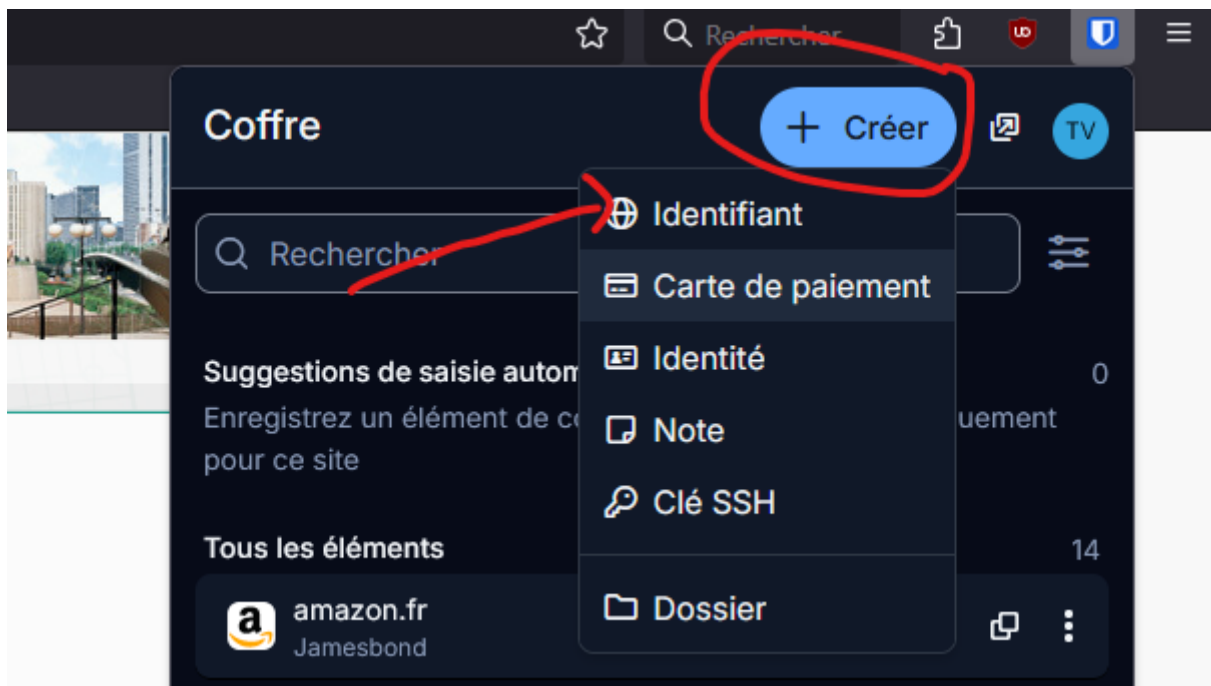 Rechercher
UD
Coffre
+ Créer
TV
Identifiant
Rechercher
Carte de paiement
Suggestions de saisie autom
Identité
0
Enregistrez un élément de co
Note
uement
pour ce site
Clé SSH
Tous les éléments
14
Dossier
amazon.fr
Jamesbond